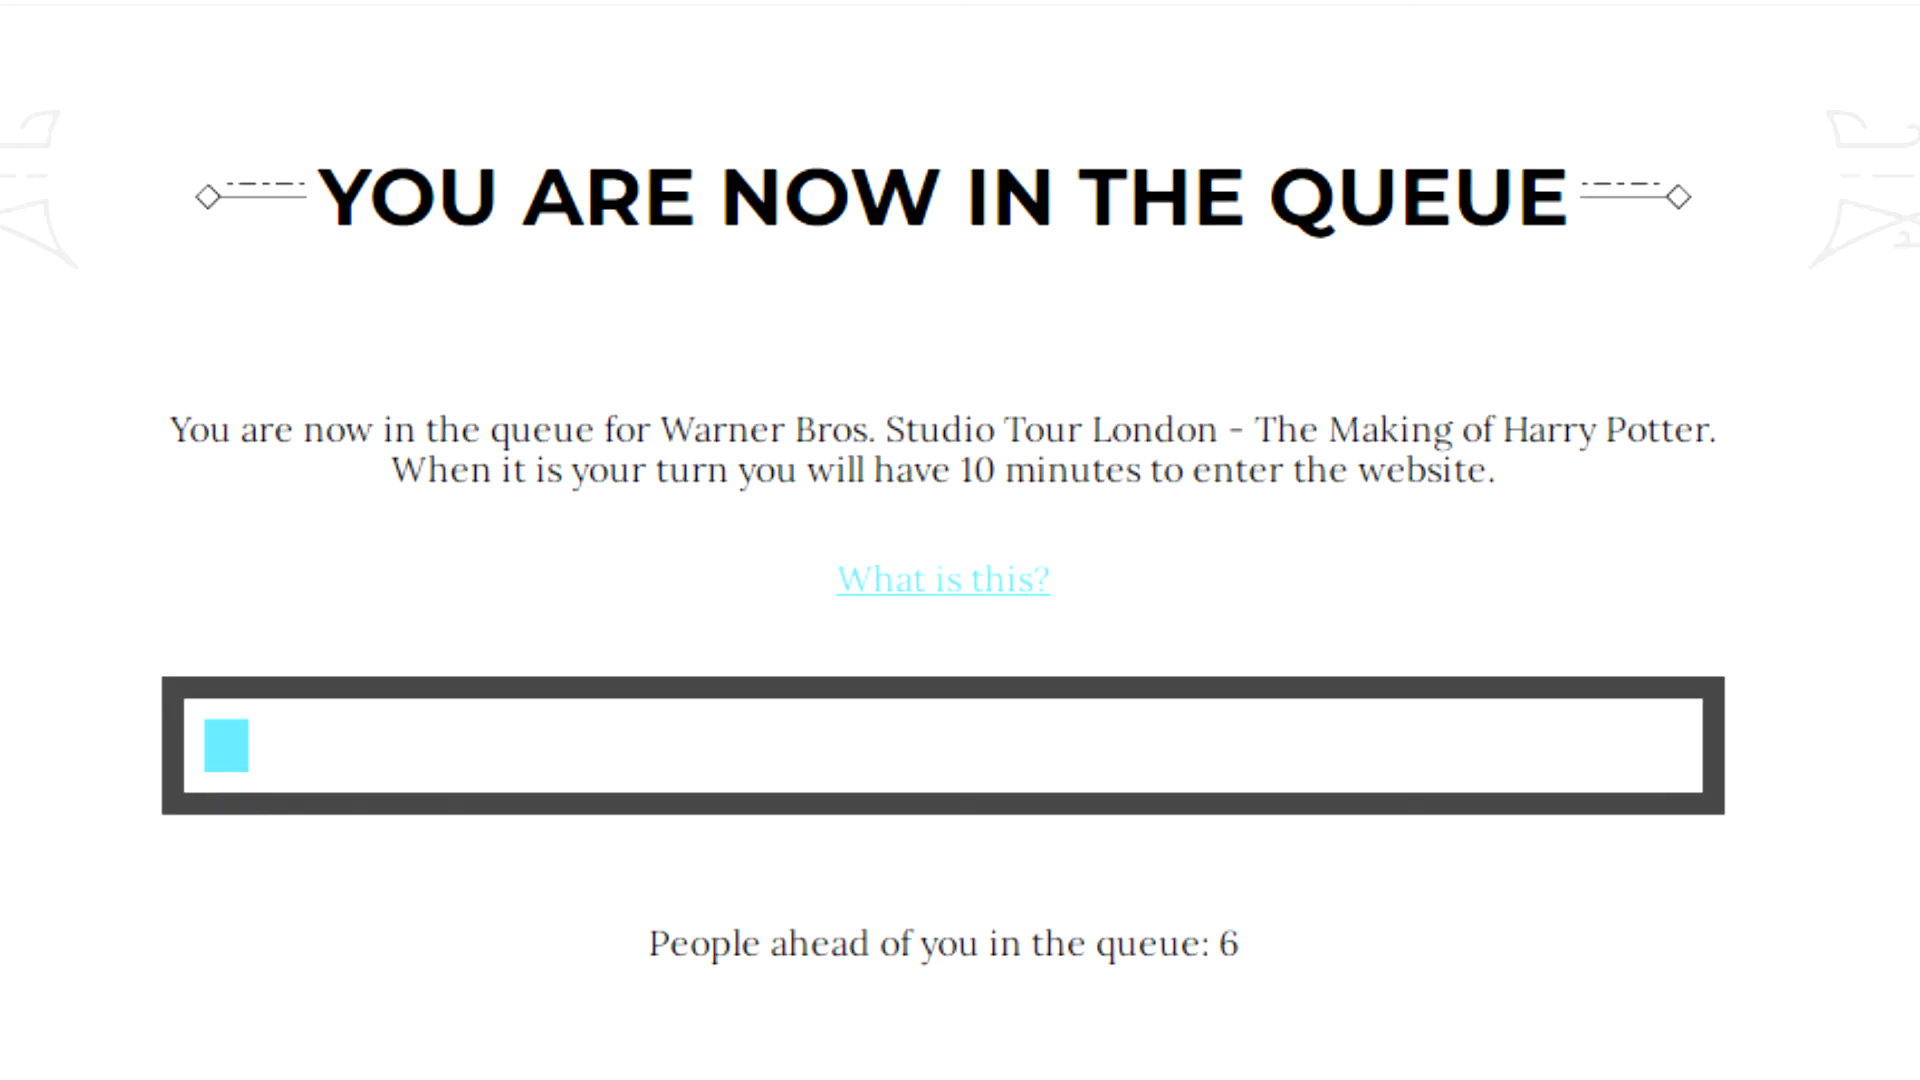 YOU ARE NOW IN THE QUEUE
You are now in the queue for Warner Bros. Studio Tour London - The Making of Harry Potter.
When it is your turn you will have 10 minutes to enter the website.
What is this?
People ahead of you in the queue: 6